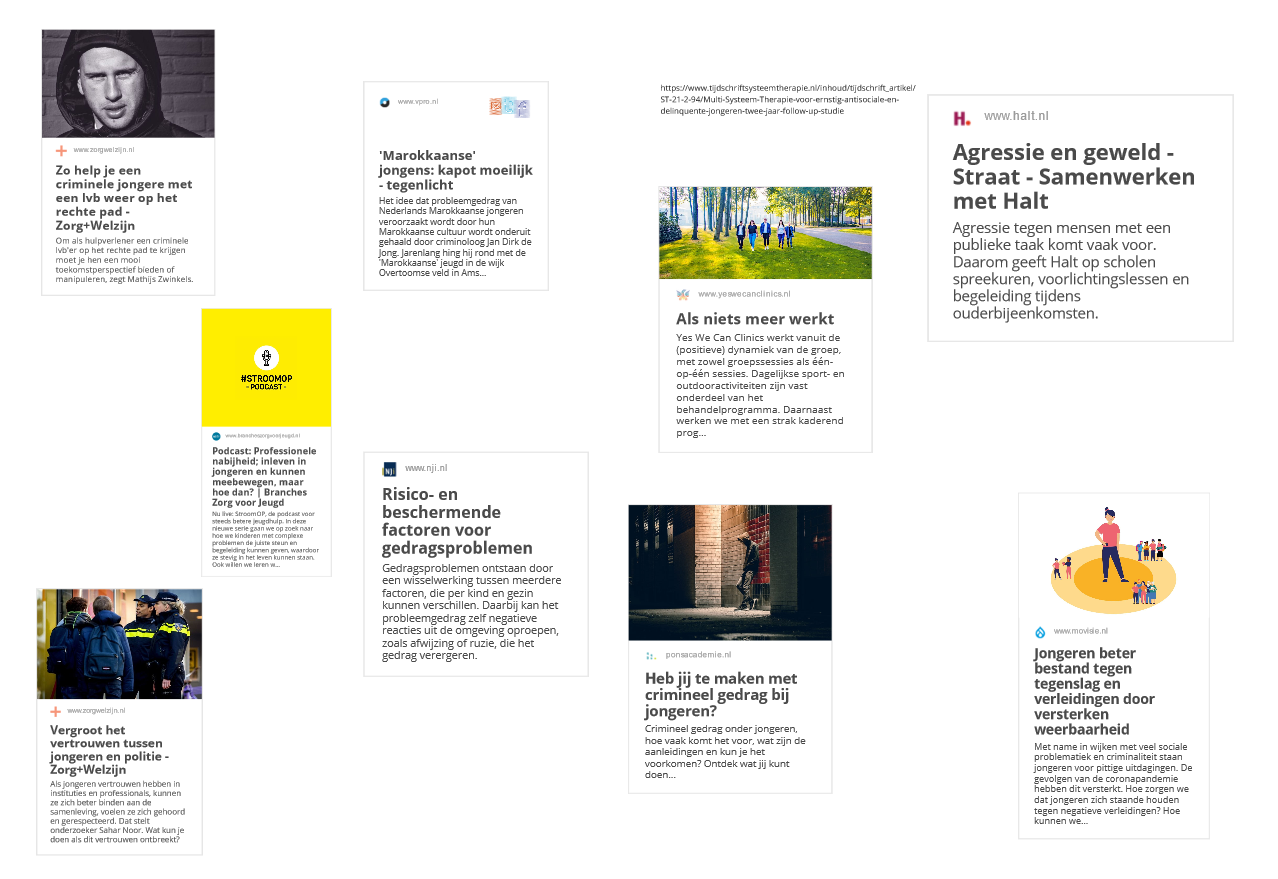 www.zorgwelzijn.nl
Zo help je een
criminele jongere met
een lvb weer op het
rechte pad -
Zorg+Welzijn
Om als hulpverlener een criminele
lvb'er op het rechte pad te krijgen
moet je hen een mooi
toekomstperspectief bieden of
manipuleren, zegt Mathijs Zwinkels.
www.vpro.nl
'Marokkaanse'
jongens: kapot moeilijk
- tegenlicht
Het idee dat probleemgedrag van
Nederlands Marokkaanse jongeren
veroorzaakt wordt door hun
Marokkaanse cultuur wordt onderuit
gehaald door criminoloog Jan Dirk de
Jong. Jarenlang hing hij rond met de
'Marokkaanse' jeugd in de wijk
Overtoomse veld in Ams...
https://www.tijdschriftsysteemtherapie.nl/inhoud/tijdschrift_artikel/
ST-21-2-94/Multi-Systeem-Therapie-voor-ernstig-antisociale-en-
delinquente-jongeren-twee-jaar-follow-up-studie
H.
www.halt.nl
Agressie en geweld -
Straat - Samenwerken
met Halt
Agressie tegen mensen met een
publieke taak komt vaak voor.
Daarom geeft Halt op scholen
spreekuren, voorlichtingslessen en
begeleiding tijdens
ouderbijeenkomsten.
www.yeswecanclinics.nl
Als niets meer werkt
Yes We Can Clinics werkt vanuit de
(positieve) dynamiek van de groep,
met zowel groepssessies als één-
op-één sessies. Dagelijkse sport- en
outdooractiviteiten zijn vast
onderdeel van het
behandelprogramma. Daarnaast
werken we met een strak kaderend
prog...
#STROOMOP
- PODCAST -
www.brancheszorgvoorjeugd.nl
Podcast: Professionele
nabijheid; inleven in
jongeren en kunnen
meebewegen, maar
hoe dan? | Branches
Zorg voor Jeugd
Nu live: StroomOP, de podcast voor
steeds betere jeugdhulp. In deze
nieuwe serie gaan we op zoek naar
hoe we kinderen met complexe
problemen de juiste steun en
begeleiding kunnen geven, waardoor
ze stevig in het leven kunnen staan.
Ook willen we leren w...
NJi
www.nji.nl
Risico- en
beschermende
factoren voor
gedragsproblemen
Gedragsproblemen ontstaan door
een wisselwerking tussen meerdere
factoren, die per kind en gezin
kunnen verschillen. Daarbij kan het
probleemgedrag zelf negatieve
reacties uit de omgeving oproepen,
zoals afwijzing of ruzie, die het
gedrag verergeren.
ponsacademie.nl
Heb jij te maken met
crimineel gedrag bij
jongeren?
Crimineel gedrag onder jongeren,
hoe vaak komt het voor, wat zijn de
aanleidingen en kun je het
voorkomen? Ontdek wat jij kunt
doen...
www.movisie.nl
Jongeren beter
bestand tegen
tegenslag en
verleidingen door
versterken
weerbaarheid
Met name in wijken met veel sociale
problematiek en criminaliteit staan
jongeren voor pittige uitdagingen. De
gevolgen van de coronapandemie
hebben dit versterkt. Hoe zorgen we
dat jongeren zich staande houden
tegen negatieve verleidingen? Hoe
kunnen we...
www.zorgwelzijn.nl
Vergroot het
vertrouwen tussen
jongeren en politie -
Zorg+Welzijn
Als jongeren vertrouwen hebben in
instituties en professionals, kunnen
ze zich beter binden aan de
samenleving, voelen ze zich gehoord
en gerespecteerd. Dat stelt
onderzoeker Sahar Noor. Wat kun je
doen als dit vertrouwen ontbreekt?